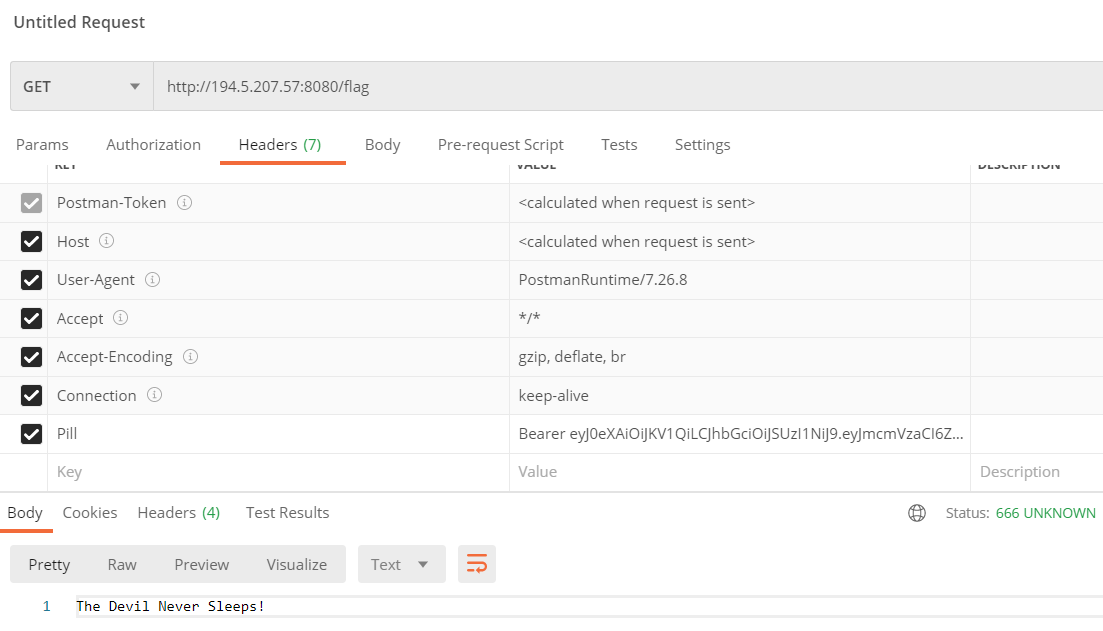 Untitled Request
GET http://194.5.207.57:8080/flag
Params Authorization Headers (7) Body Pre-request Script Tests Settings
KEY VALUE DESCRIPTION
Postman-Token <calculated when request is sent>
Host <calculated when request is sent>
User-Agent PostmanRuntime/7.26.8
Accept */*
Accept-Encoding gzip, deflate, br
Connection keep-alive
Pill Bearer eyJ0eXAiOiJKV1QiLCJhbGciOiJSUzI1NiJ9.eyJmcmVzaCI6Z...
Key Value Description
Body Cookies Headers (4) Test Results Status: 666 UNKNOWN
Pretty Raw Preview Visualize Text
1 The Devil Never Sleeps!